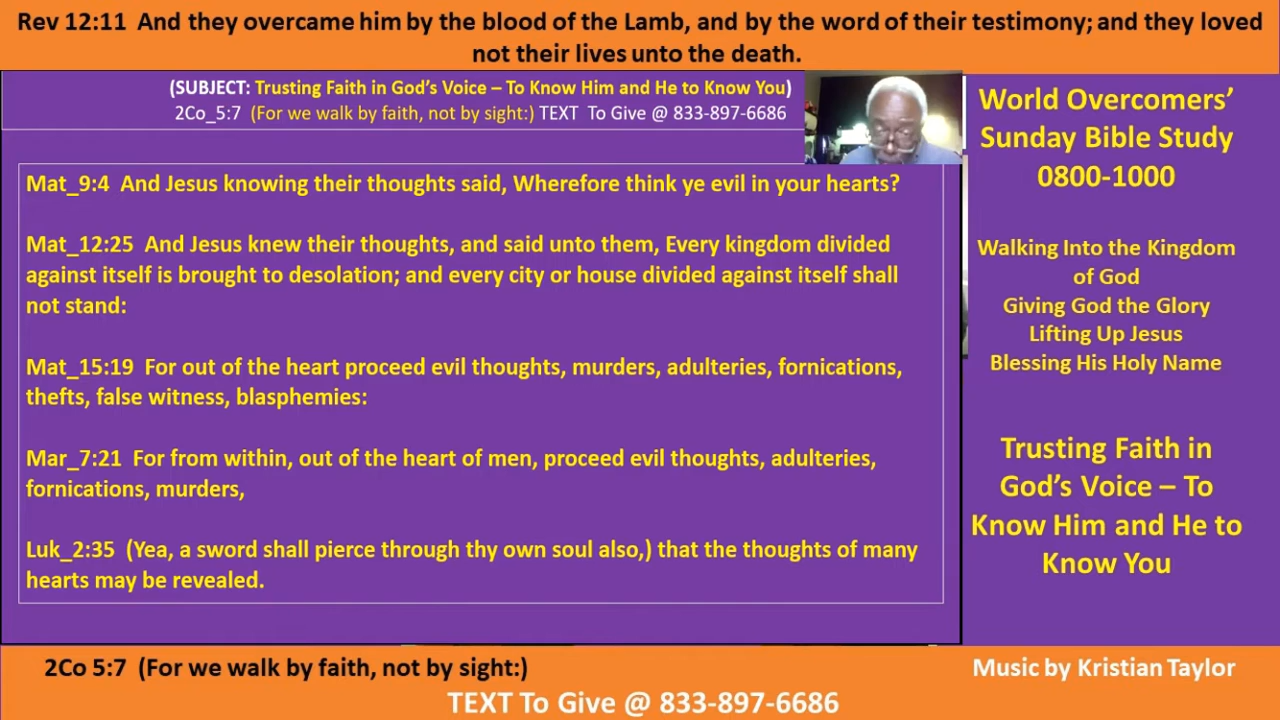 Rev 12:11  And they overcame him by the blood of the Lamb, and by the word of their testimony; and they loved
not their lives unto the death.
(SUBJECT: Trusting Faith in God’s Voice – To Know Him and He to Know You)
2Co_5:7  (For we walk by faith, not by sight:) TEXT  To Give @ 833-897-6686
Mat_9:4  And Jesus knowing their thoughts said, Wherefore think ye evil in your hearts?
Mat_12:25  And Jesus knew their thoughts, and said unto them, Every kingdom divided
against itself is brought to desolation; and every city or house divided against itself shall
not stand:
Mat_15:19  For out of the heart proceed evil thoughts, murders, adulteries, fornications,
thefts, false witness, blasphemies:
Mar_7:21  For from within, out of the heart of men, proceed evil thoughts, adulteries,
fornications, murders,
Luk_2:35  (Yea, a sword shall pierce through thy own soul also,) that the thoughts of many
hearts may be revealed.
World Overcomers’
Sunday Bible Study
0800-1000
Walking Into the Kingdom
of God
Giving God the Glory
Lifting Up Jesus
Blessing His Holy Name
Trusting Faith in
God’s Voice – To
Know Him and He to
Know You
2Co 5:7  (For we walk by faith, not by sight:)
Music by Kristian Taylor
TEXT To Give @ 833-897-6686